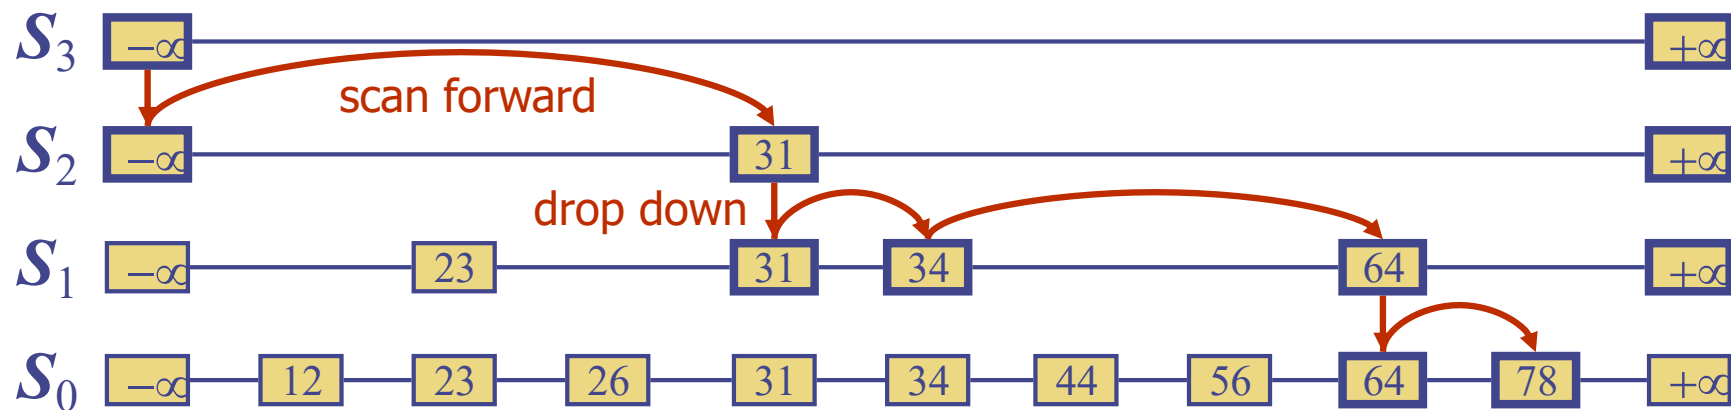 S₃ −∞ +∞
scan forward
S₂ −∞ 31 +∞
drop down
S₁ −∞ 23 31 34 64 +∞
S₀ −∞ 12 23 26 31 34 44 56 64 78 +∞